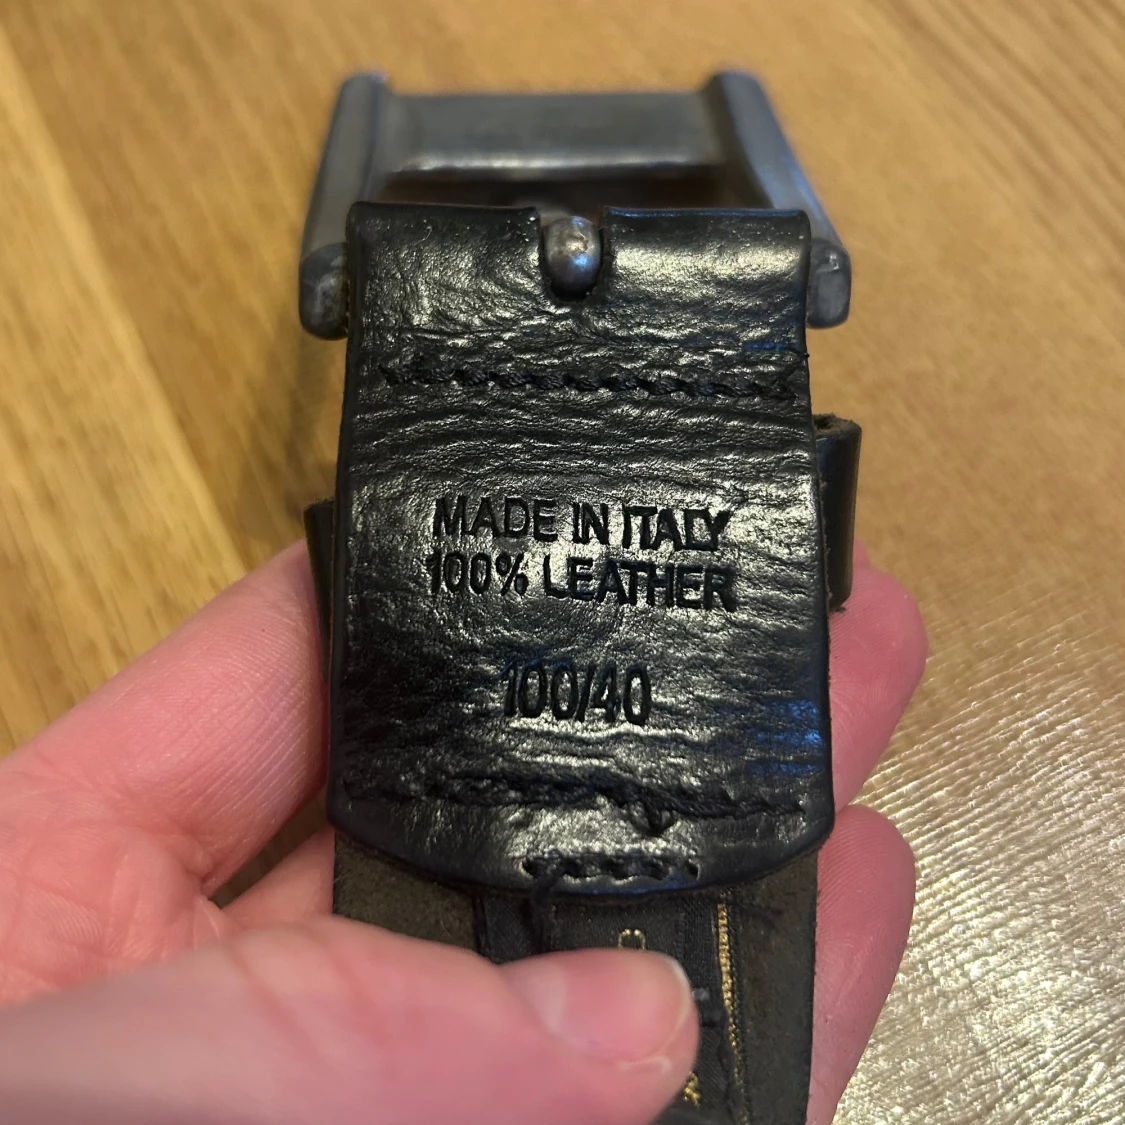 MADE IN ITALY
100% LEATHER
100/40